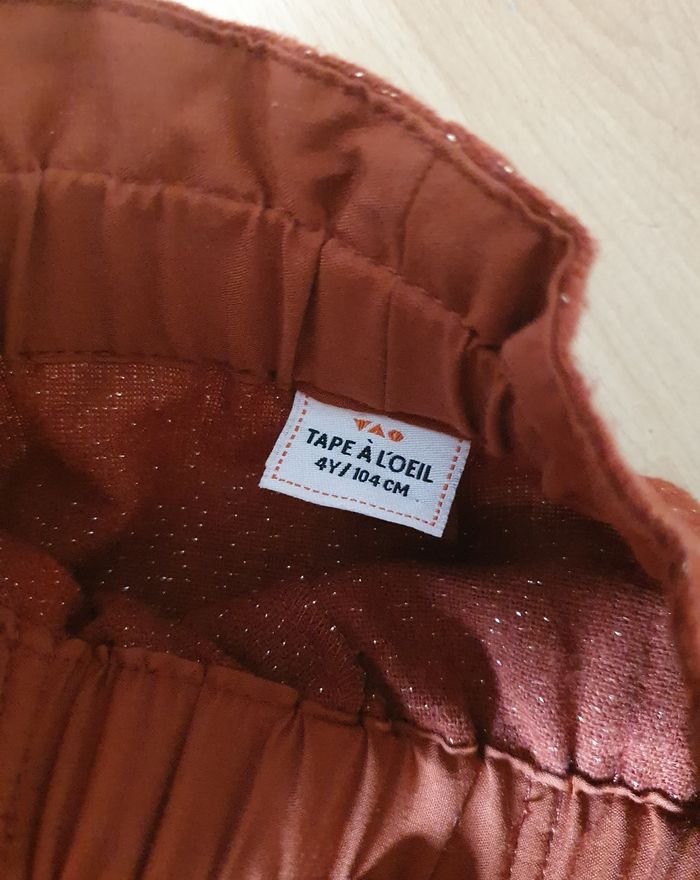 TAO
TAPE À L'OEIL
4Y/104 CM